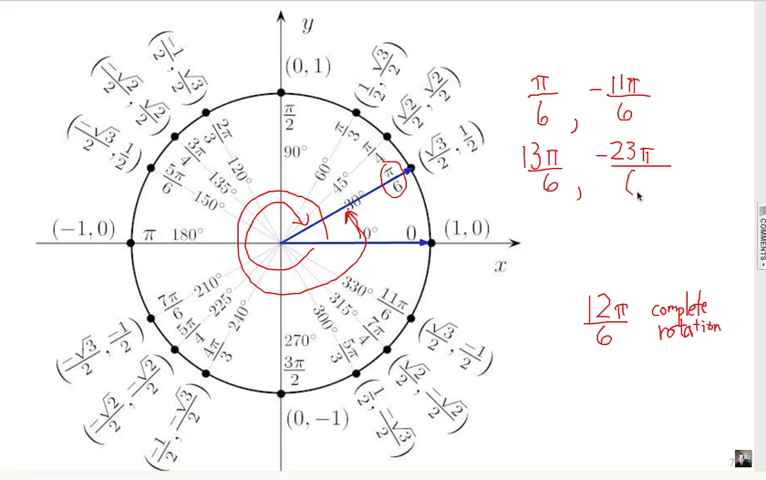 y
(0, 1)
(-1/2, √3/2)
(1/2, √3/2)
(-√2/2, √2/2)
(√2/2, √2/2)
(-√3/2, 1/2)
(√3/2, 1/2)
π/2
90°
2π/3
120°
π/3
60°
3π/4
135°
π/4
45°
5π/6
150°
π/6
30°
(-1, 0)
π
180°
0°
0
(1, 0)
x
7π/6
210°
330°
11π/6
5π/4
225°
315°
7π/4
4π/3
240°
300°
5π/3
270°
3π/2
(-√3/2, -1/2)
(√3/2, -1/2)
(-√2/2, -√2/2)
(√2/2, -√2/2)
(-1/2, -√3/2)
(1/2, -√3/2)
(0, -1)
π/6 , -11π/6
13π/6 , -23π/
12π/6 complete
rotation
COMMENTS